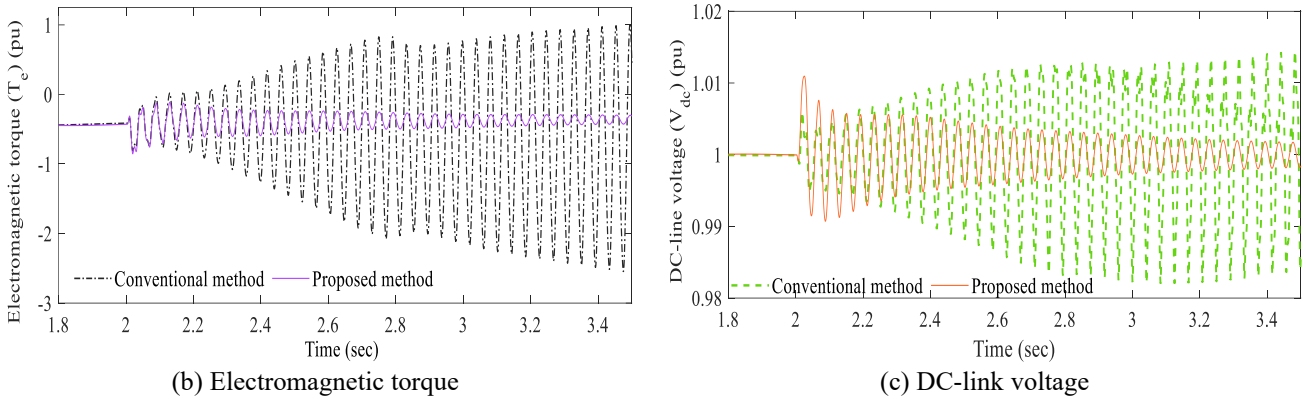 Electromagnetic torque (T_e) (pu)
1
0
-1
-2
-3
Conventional method
Proposed method
1.8 2 2.2 2.4 2.6 2.8 3 3.2 3.4
Time (sec)
(b) Electromagnetic torque
DC-line voltage (V_dc) (pu)
1.02
1.01
1
0.99
0.98
Conventional method
Proposed method
1.8 2 2.2 2.4 2.6 2.8 3 3.2 3.4
Time (sec)
(c) DC-link voltage